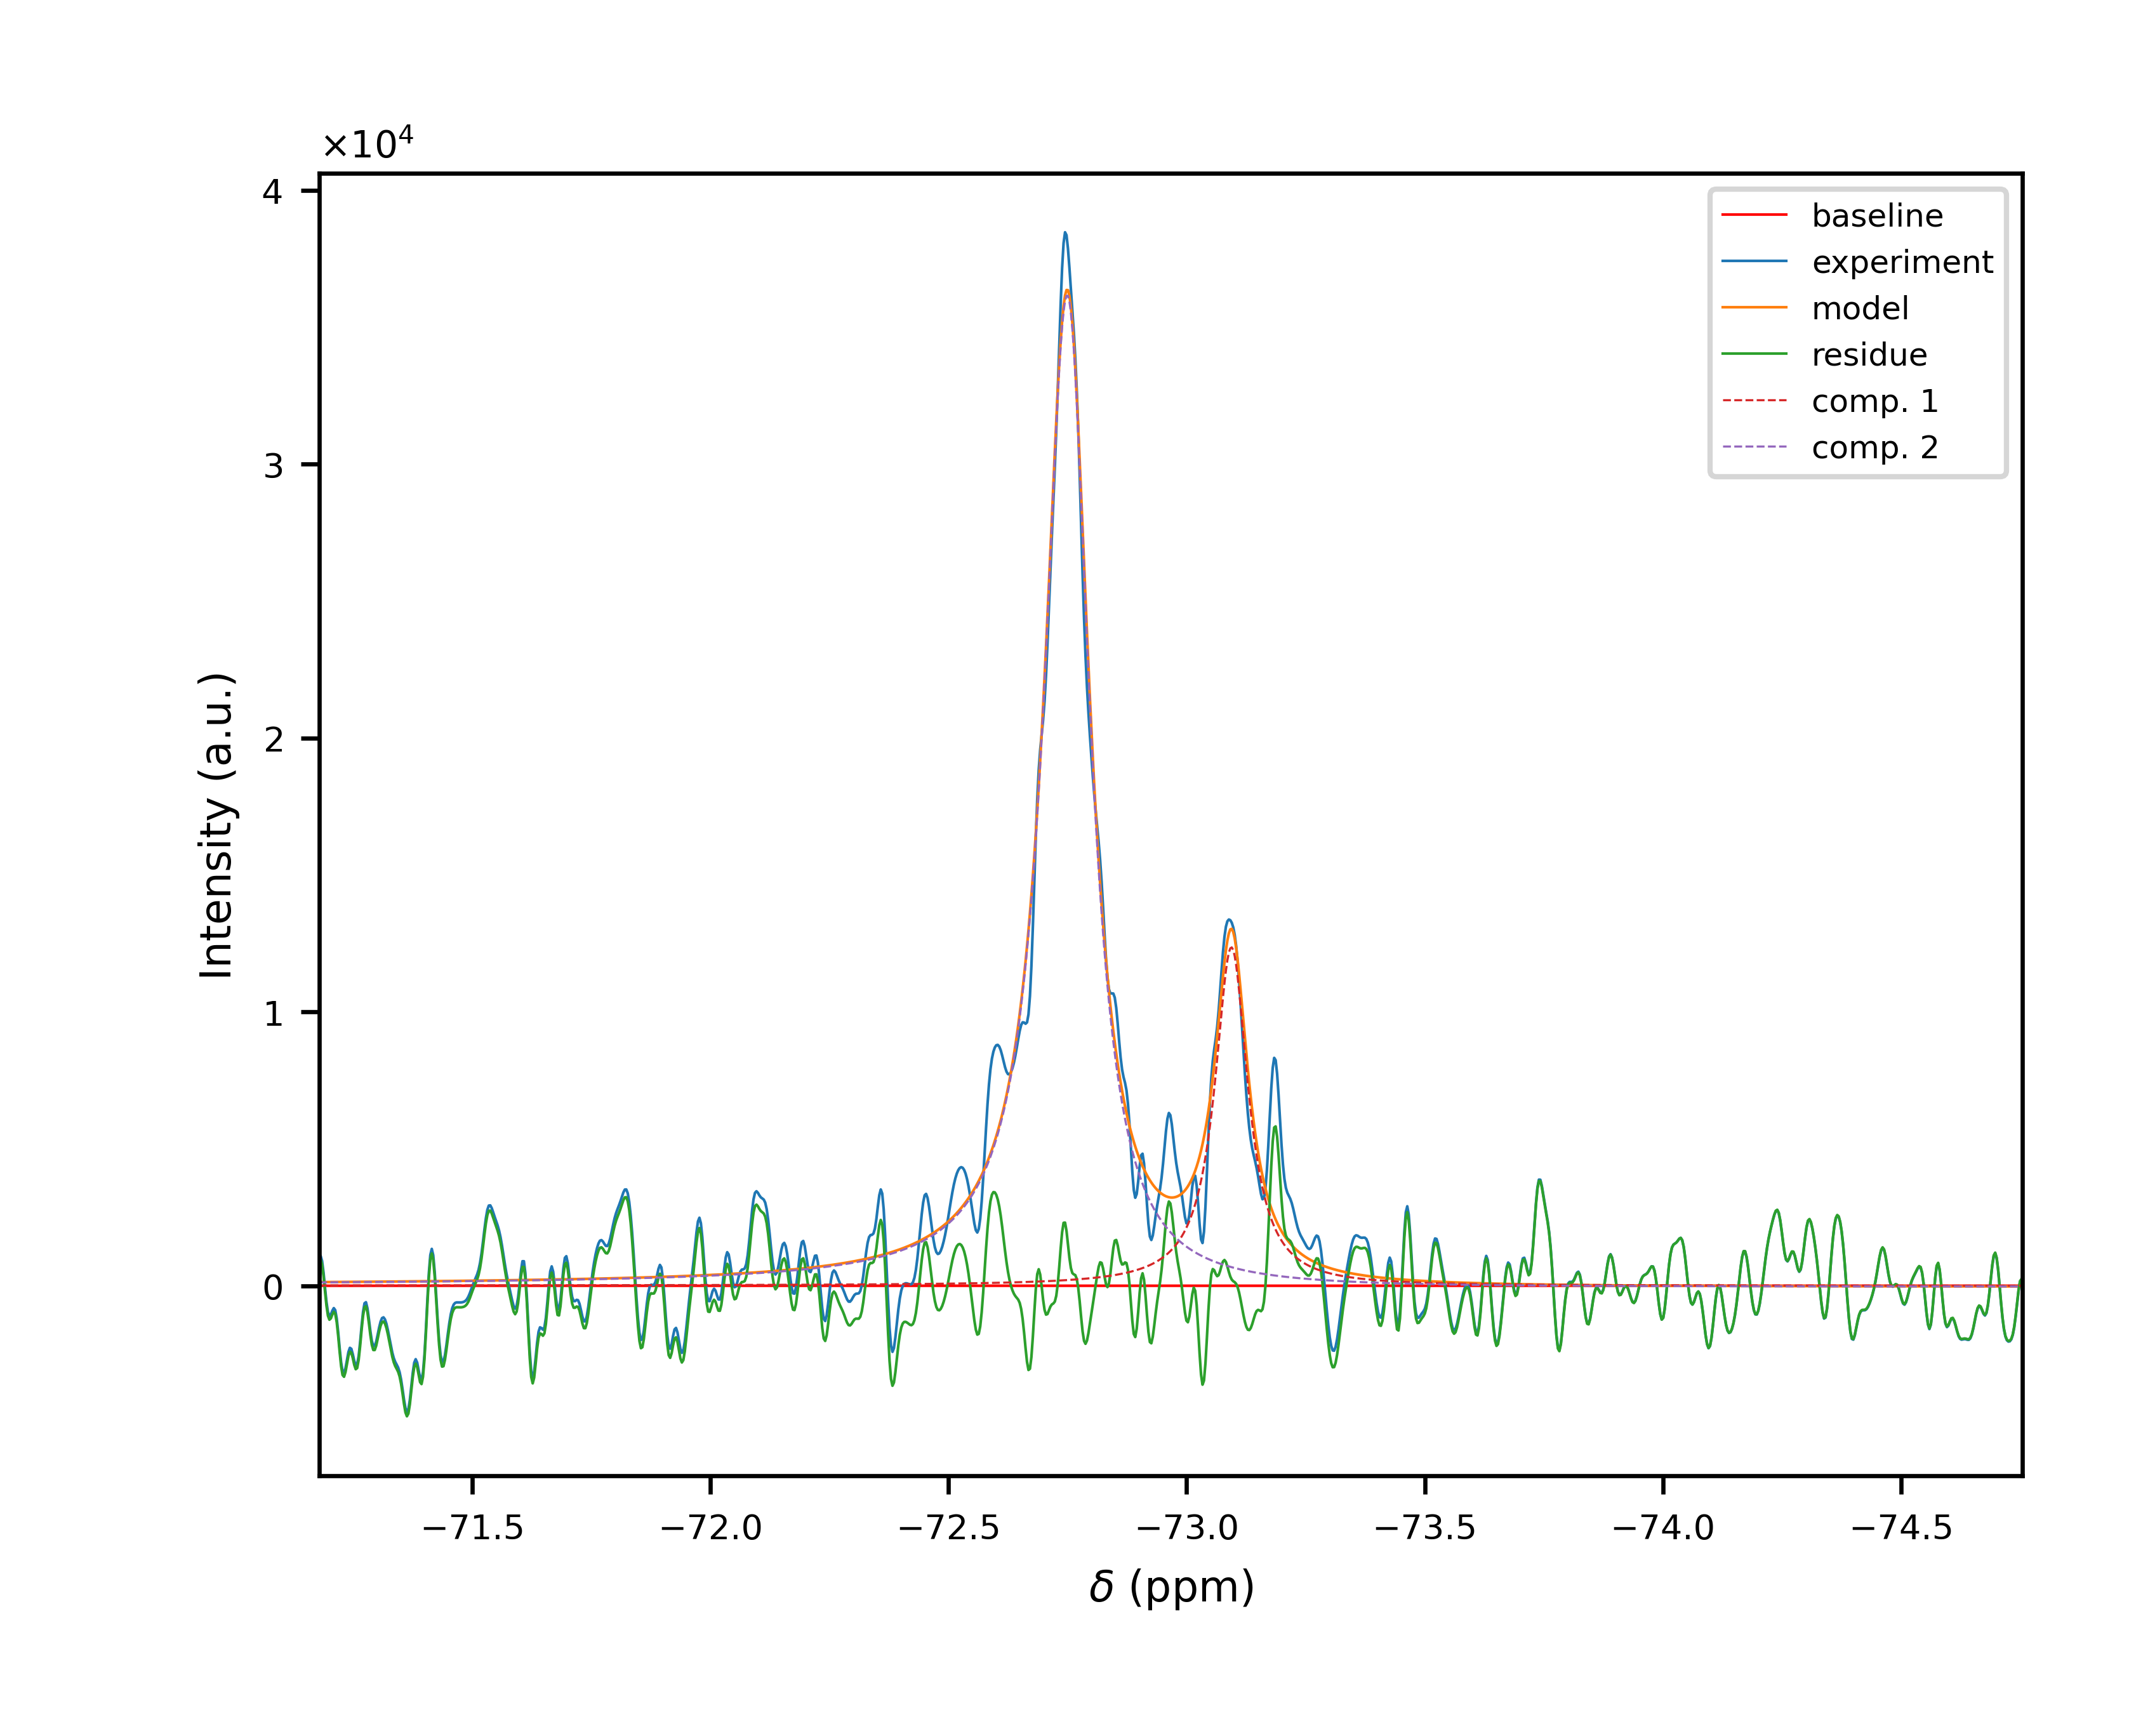 ×10⁴
4
3
2
1
0
Intensity (a.u.)
baseline
experiment
model
residue
comp. 1
comp. 2
−71.5 −72.0 −72.5 −73.0 −73.5 −74.0 −74.5
δ (ppm)